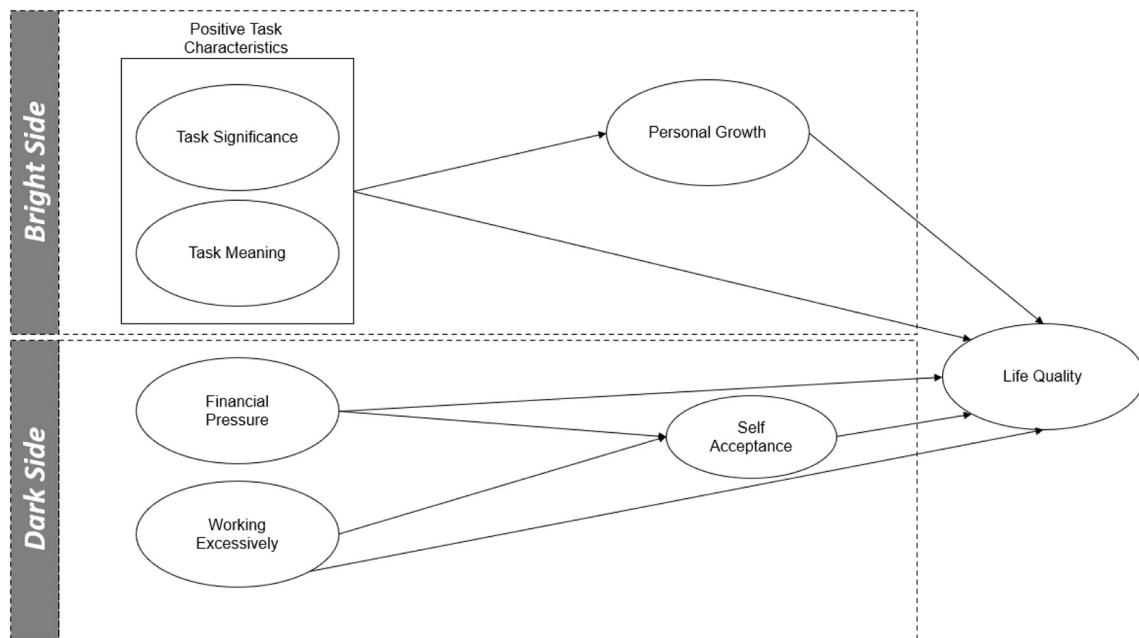 Bright Side
Positive Task
Characteristics
Task Significance
Task Meaning
Personal Growth
Life Quality
Dark Side
Financial
Pressure
Self
Acceptance
Working
Excessively